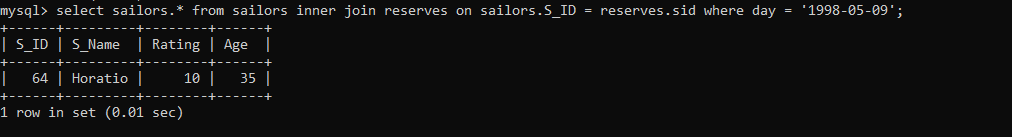 mysql> select sailors.* from sailors inner join reserves on sailors.S_ID = reserves.sid where day = '1998-05-09';
+------+---------+--------+------+
| S_ID | S_Name  | Rating | Age  |
+------+---------+--------+------+
|   64 | Horatio |     10 |   35 |
+------+---------+--------+------+
1 row in set (0.01 sec)